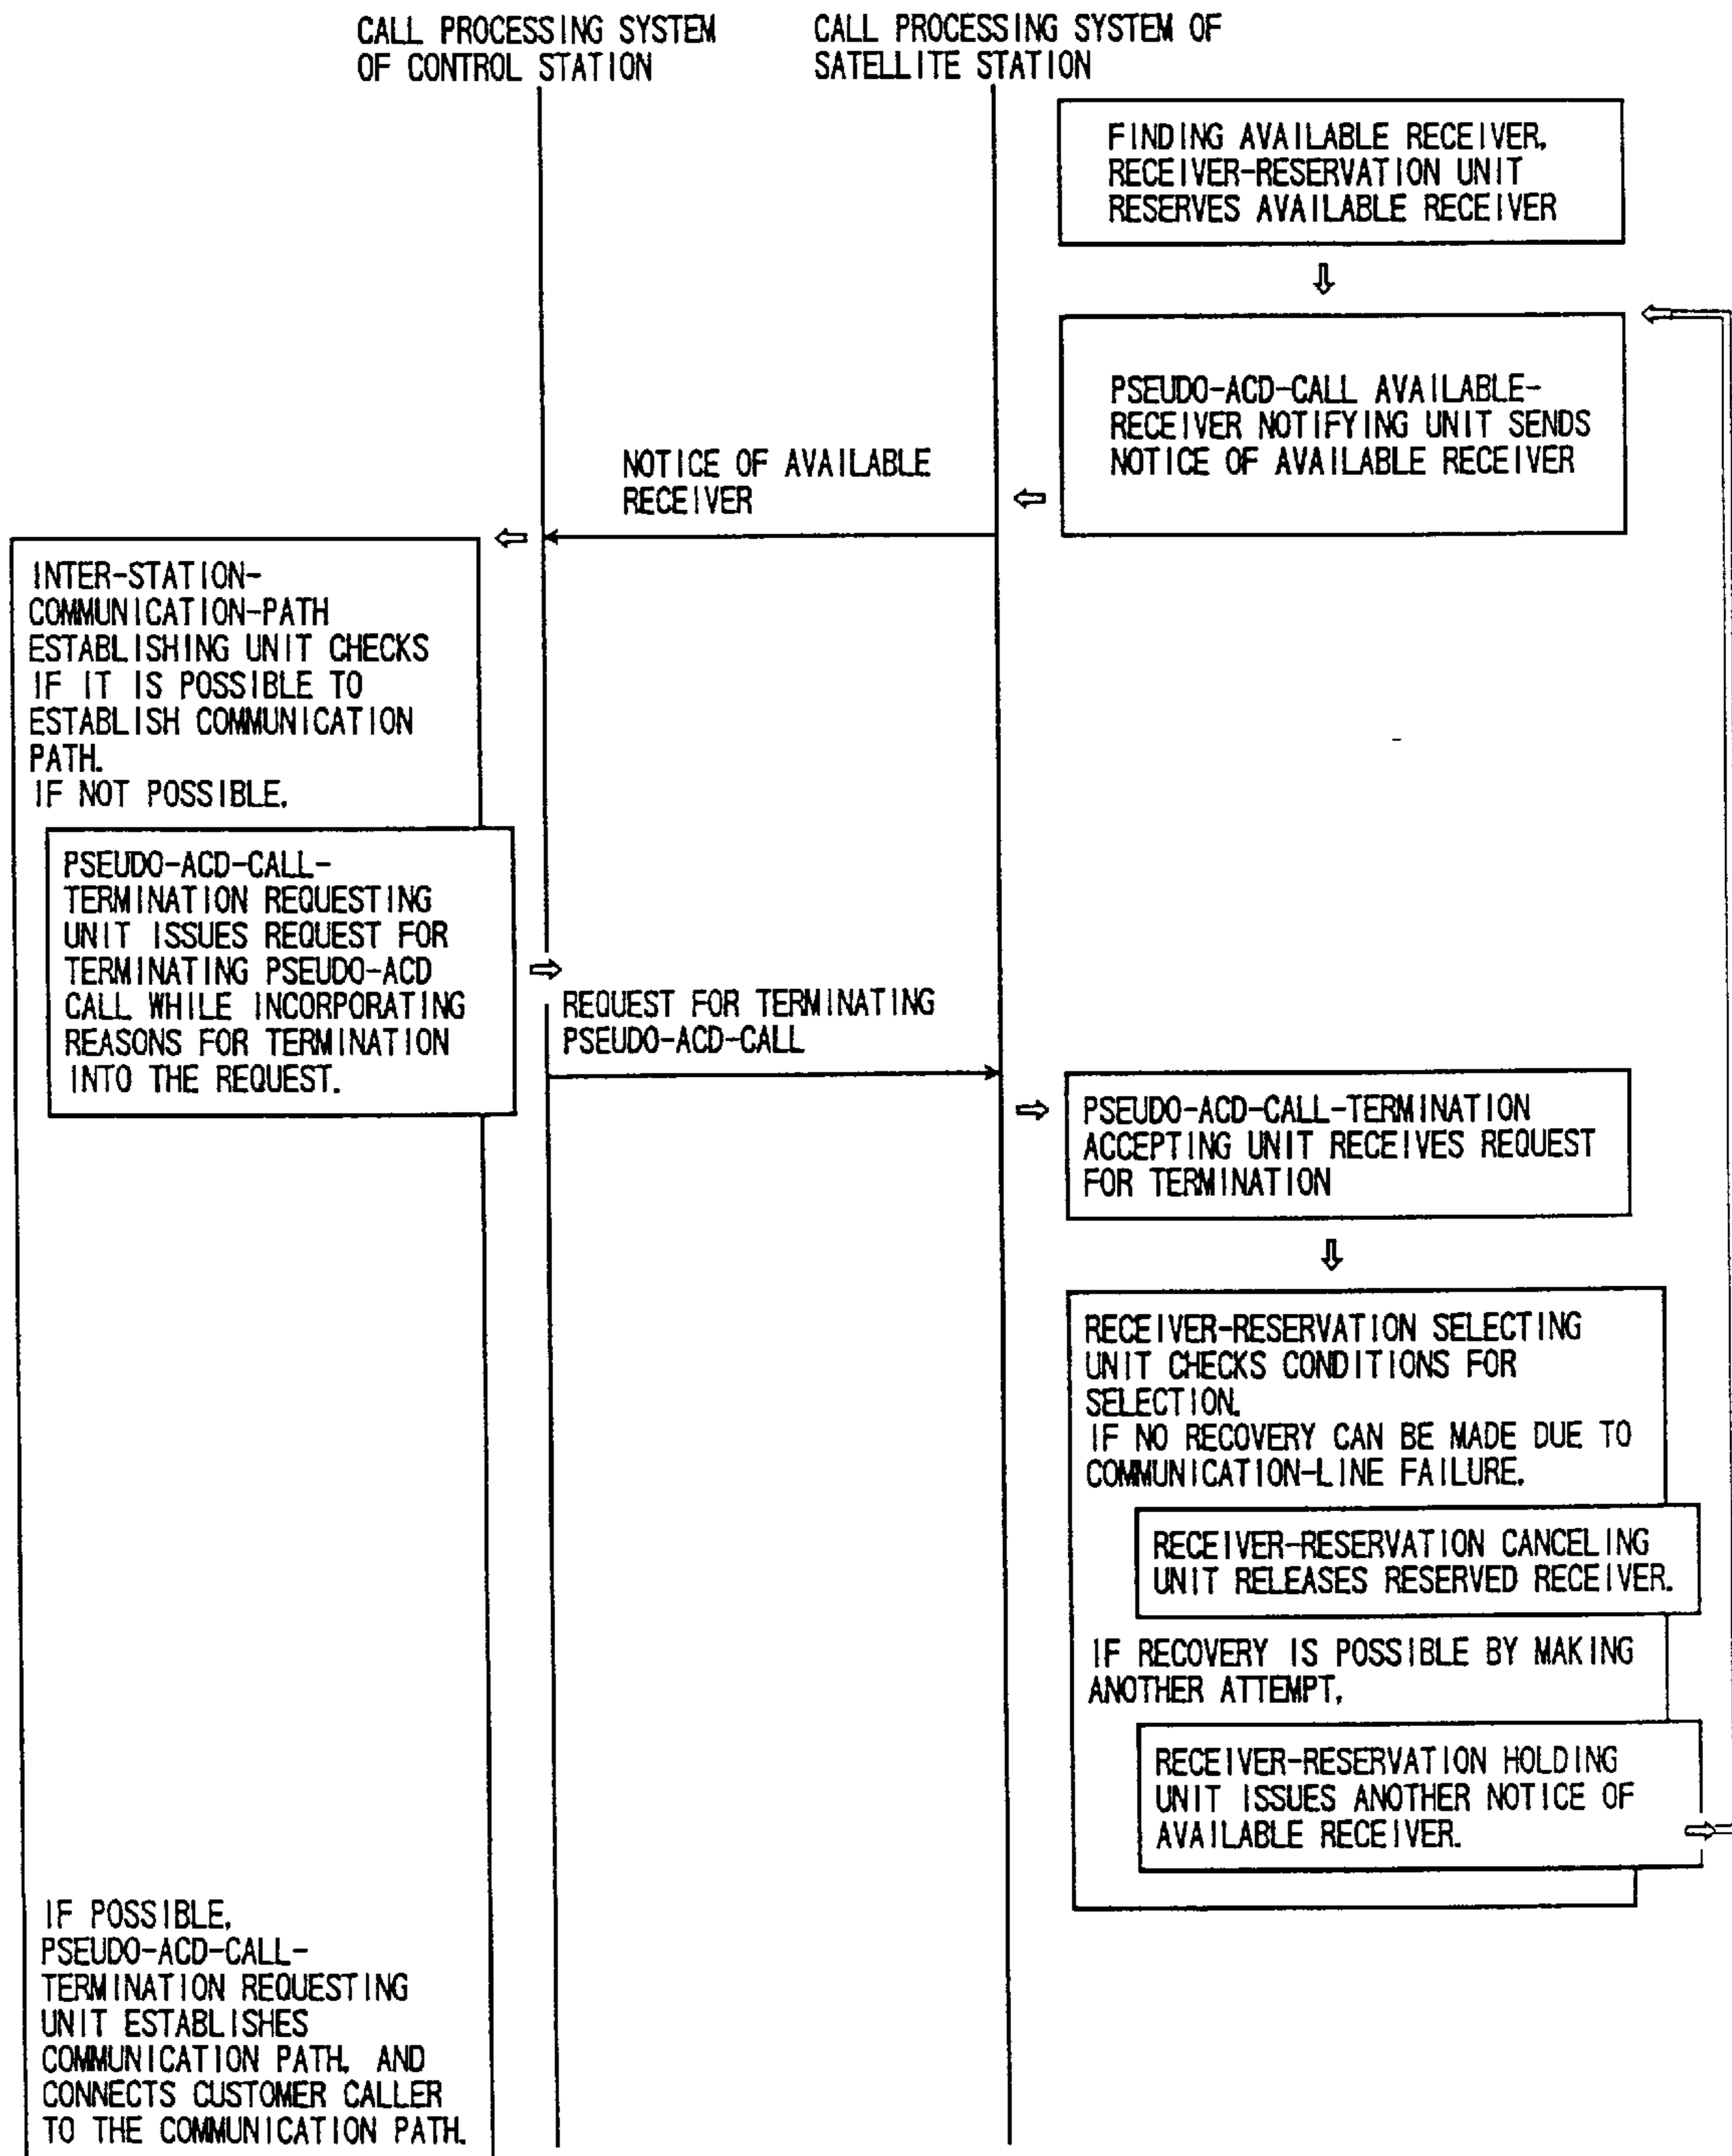 CALL PROCESSING SYSTEM
OF CONTROL STATION
CALL PROCESSING SYSTEM OF
SATELLITE STATION
FINDING AVAILABLE RECEIVER,
RECEIVER-RESERVATION UNIT
RESERVES AVAILABLE RECEIVER
PSEUDO-ACD-CALL AVAILABLE-
RECEIVER NOTIFYING UNIT SENDS
NOTICE OF AVAILABLE RECEIVER
NOTICE OF AVAILABLE
RECEIVER
INTER-STATION-
COMMUNICATION-PATH
ESTABLISHING UNIT CHECKS
IF IT IS POSSIBLE TO
ESTABLISH COMMUNICATION
PATH.
IF NOT POSSIBLE,
PSEUDO-ACD-CALL-
TERMINATION REQUESTING
UNIT ISSUES REQUEST FOR
TERMINATING PSEUDO-ACD
CALL WHILE INCORPORATING
REASONS FOR TERMINATION
INTO THE REQUEST.
REQUEST FOR TERMINATING
PSEUDO-ACD-CALL
PSEUDO-ACD-CALL-TERMINATION
ACCEPTING UNIT RECEIVES REQUEST
FOR TERMINATION
RECEIVER-RESERVATION SELECTING
UNIT CHECKS CONDITIONS FOR
SELECTION.
IF NO RECOVERY CAN BE MADE DUE TO
COMMUNICATION-LINE FAILURE,
RECEIVER-RESERVATION CANCELING
UNIT RELEASES RESERVED RECEIVER.
IF RECOVERY IS POSSIBLE BY MAKING
ANOTHER ATTEMPT,
RECEIVER-RESERVATION HOLDING
UNIT ISSUES ANOTHER NOTICE OF
AVAILABLE RECEIVER.
IF POSSIBLE,
PSEUDO-ACD-CALL-
TERMINATION REQUESTING
UNIT ESTABLISHES
COMMUNICATION PATH, AND
CONNECTS CUSTOMER CALLER
TO THE COMMUNICATION PATH.